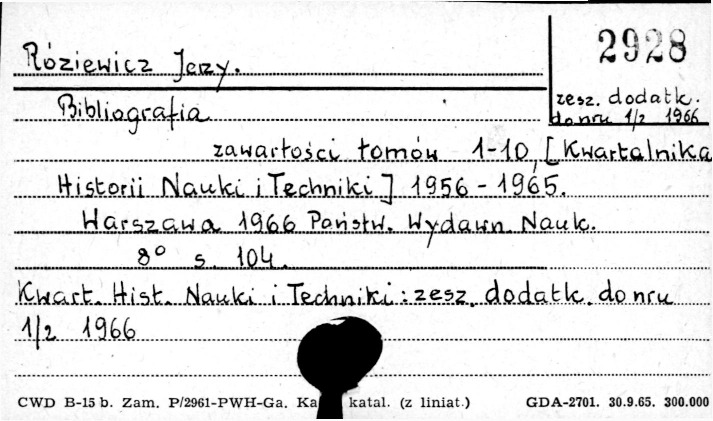 2928
Róziewicz Jerzy.
zesz. dodatk.
do nru 1/2 1966
Bibliografia
zawartości tomów 1-10, [Kwartalnika
Historii Nauki i Techniki] 1956 - 1965.
Warszawa 1966 Państw. Wydawn. Nauk.
8° s. 104.
Kwart. Hist. Nauki i Techniki: zesz. dodatk. do nru
1/2 1966
CWD B-15 b. Zam. P/2961-PWH-Ga. Ka katal. (z liniat.) GDA-2701. 30.9.65. 300.000